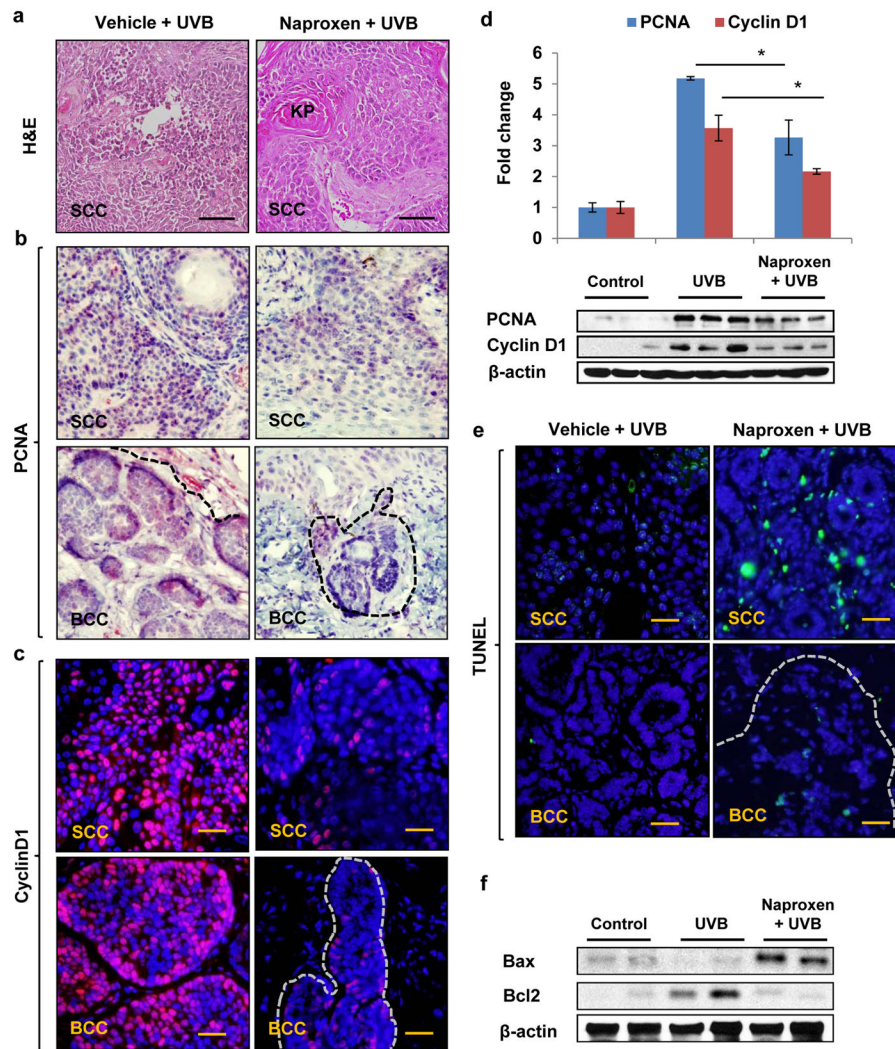 a
Vehicle + UVB
Naproxen + UVB
H&E
SCC
KP
SCC
b
PCNA
SCC
SCC
BCC
BCC
c
CyclinD1
SCC
SCC
BCC
BCC
d
PCNA
Cyclin D1
Fold change
6
5
4
3
2
1
0
*
*
Control
UVB
Naproxen
+ UVB
PCNA
Cyclin D1
β-actin
e
Vehicle + UVB
Naproxen + UVB
TUNEL
SCC
SCC
BCC
BCC
f
Control
UVB
Naproxen
+ UVB
Bax
Bcl2
β-actin